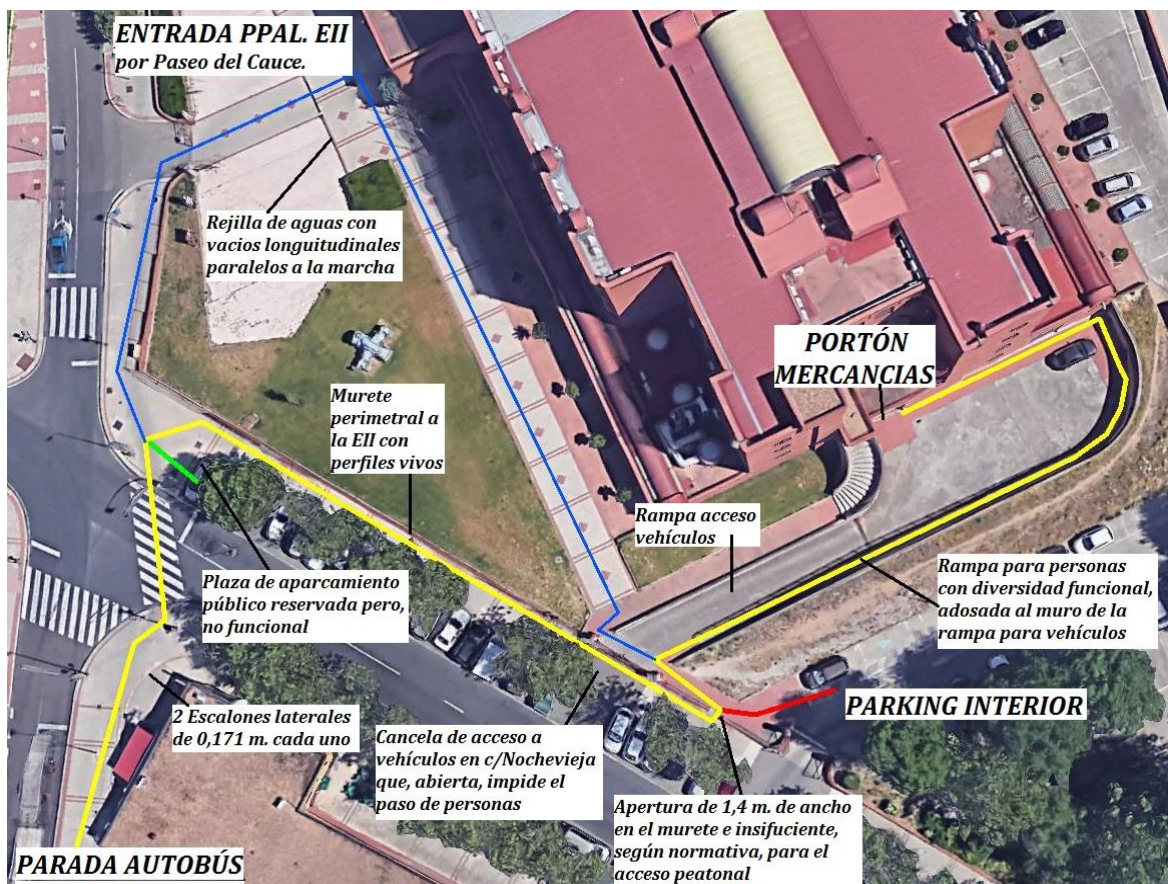 ENTRADA PPAL. EII
por Paseo del Cauce.
Rejilla de aguas con
vacios longuitudinales
paralelos a la marcha
PORTÓN
MERCANCIAS
Murete
perimetral a
la EII con
perfiles vivos
Rampa acceso
vehículos
Plaza de aparcamiento
público reservada pero,
no funcional
Rampa para personas
con diversidad funcional,
adosada al muro de la
rampa para vehículos
2 Escalones laterales
de 0,171 m. cada uno
Cancela de acceso a
vehículos en c/Nochevieja
que, abierta, impide el
paso de personas
PARKING INTERIOR
Apertura de 1,4 m. de ancho
en el murete e insifuciente,
según normativa, para el
acceso peatonal
PARADA AUTOBÚS